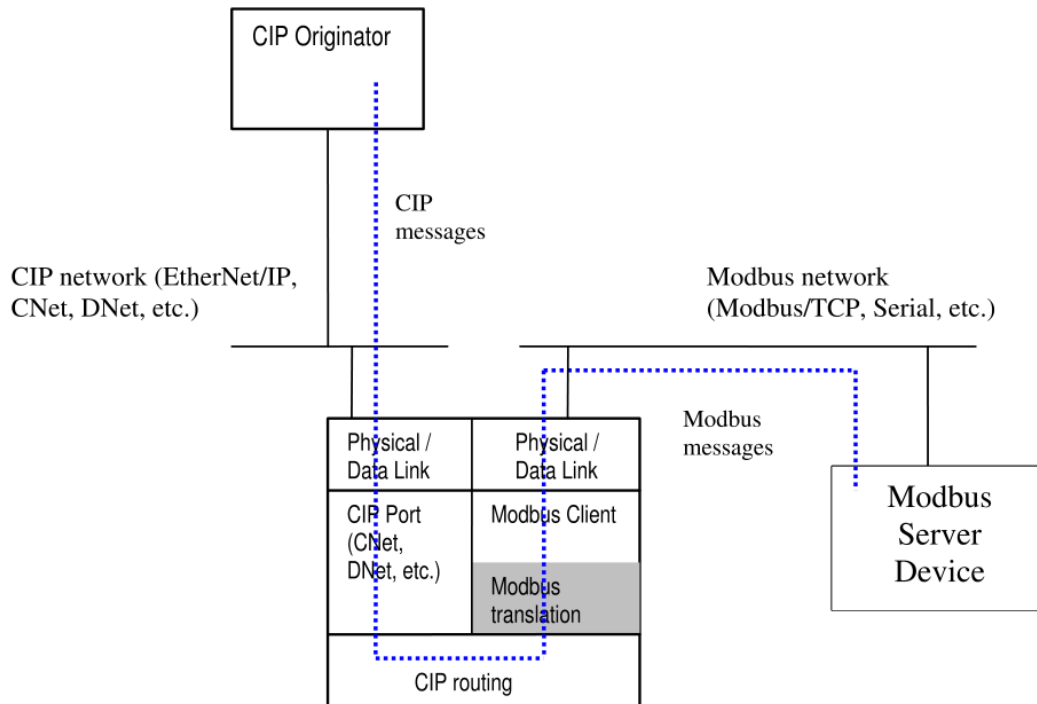 CIP Originator
CIP
messages
CIP network (EtherNet/IP,
CNet, DNet, etc.)
Modbus network
(Modbus/TCP, Serial, etc.)
Modbus
messages
Physical /
Data Link
Physical /
Data Link
CIP Port
(CNet,
DNet, etc.)
Modbus Client
Modbus
translation
CIP routing
Modbus
Server
Device